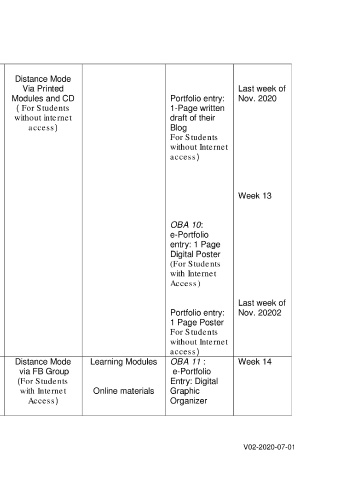 Distance Mode
Via Printed
Modules and CD
( For Students
without internet
access)
Portfolio entry:
1-Page written
draft of their
Blog
For Students
without Internet
access)
Last week of
Nov. 2020
Week 13
OBA 10:
e-Portfolio
entry: 1 Page
Digital Poster
(For Students
with Internet
Access)
Portfolio entry:
1 Page Poster
For Students
without Internet
access)
Last week of
Nov. 20202
Distance Mode
via FB Group
(For Students
with Internet
Access)
Learning Modules
Online materials
OBA 11 :
e-Portfolio
Entry: Digital
Graphic
Organizer
Week 14
V02-2020-07-01